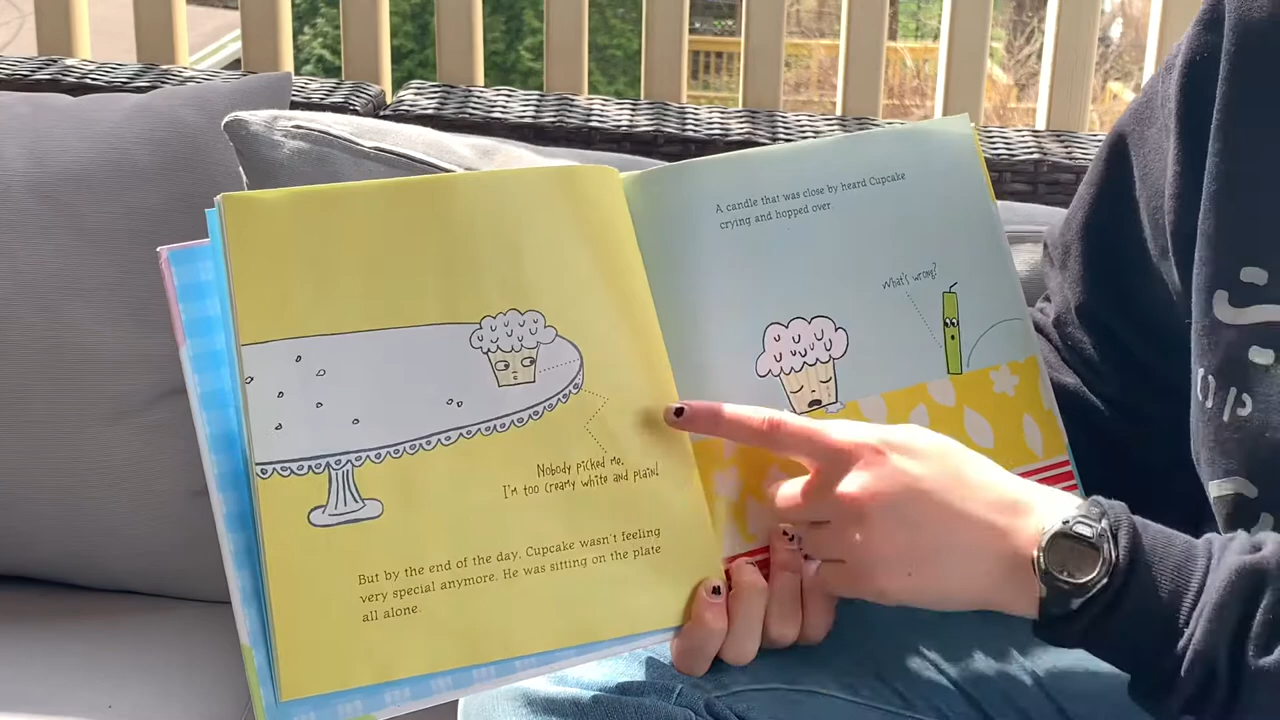 Nobody picked me.
I'm too creamy white and plain!
But by the end of the day, Cupcake wasn't feeling
very special anymore. He was sitting on the plate
all alone.
A candle that was close by heard Cupcake
crying and hopped over.
What's wrong?